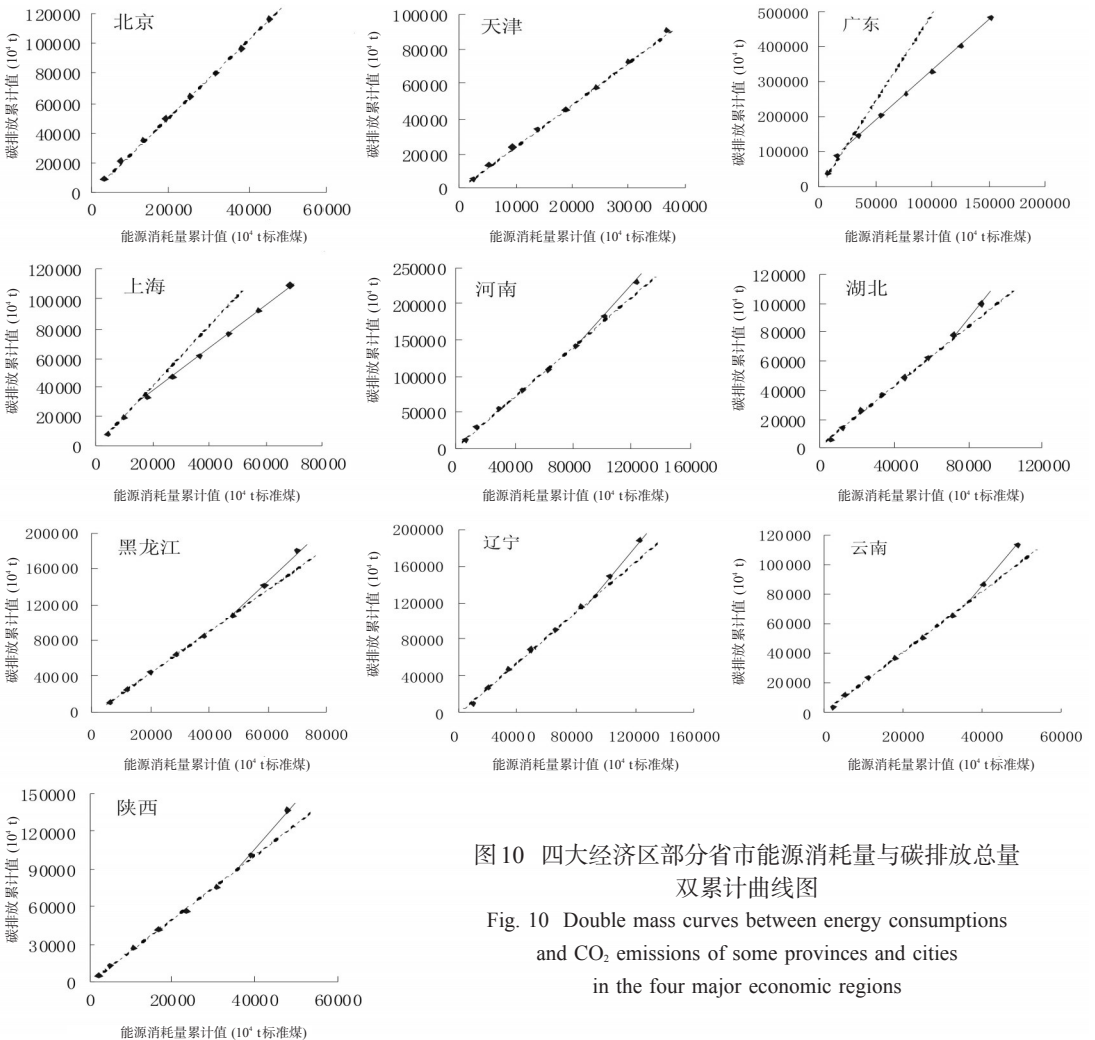 北京
碳排放累计值 (10⁴ t)
120000
100000
80000
60000
40000
20000
0
0 20000 40000 60000
能源消耗量累计值 (10⁴ t标准煤)
天津
碳排放累计值 (10⁴ t)
100000
80000
60000
40000
20000
0
0 10000 20000 30000 40000
能源消耗量累计值 (10⁴ t标准煤)
广东
碳排放累计值 (10⁴ t)
500000
400000
300000
200000
100000
0
0 50000 100000 150000 200000
能源消耗量累计值 (10⁴ t标准煤)
上海
碳排放累计值 (10⁴ t)
120000
100000
80000
60000
40000
20000
0
0 20000 40000 60000 80000
能源消耗量累计值 (10⁴ t标准煤)
河南
碳排放累计值 (10⁴ t)
250000
200000
150000
100000
50000
0
0 40000 80000 120000 160000
能源消耗量累计值 (10⁴ t标准煤)
湖北
碳排放累计值 (10⁴ t)
120000
100000
80000
60000
40000
20000
0
0 40000 80000 120000
能源消耗量累计值 (10⁴ t标准煤)
黑龙江
碳排放累计值 (10⁴ t)
200000
160000
120000
80000
40000
0
0 20000 40000 60000 80000
能源消耗量累计值 (10⁴ t标准煤)
辽宁
碳排放累计值 (10⁴ t)
200000
160000
120000
80000
40000
0
0 40000 80000 120000 160000
能源消耗量累计值 (10⁴ t标准煤)
云南
碳排放累计值 (10⁴ t)
120000
100000
80000
60000
40000
20000
0
0 20000 40000 60000
能源消耗量累计值 (10⁴ t标准煤)
陕西
碳排放累计值 (10⁴ t)
150000
120000
90000
60000
30000
0
0 20000 40000 60000
能源消耗量累计值 (10⁴ t标准煤)
图10 四大经济区部分省市能源消耗量与碳排放总量
双累计曲线图
Fig. 10 Double mass curves between energy consumptions
and CO₂ emissions of some provinces and cities
in the four major economic regions